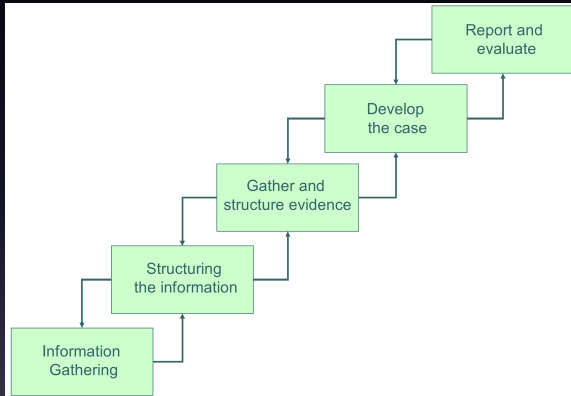 Report and
evaluate
Develop
the case
Gather and
structure evidence
Structuring
the information
Information
Gathering